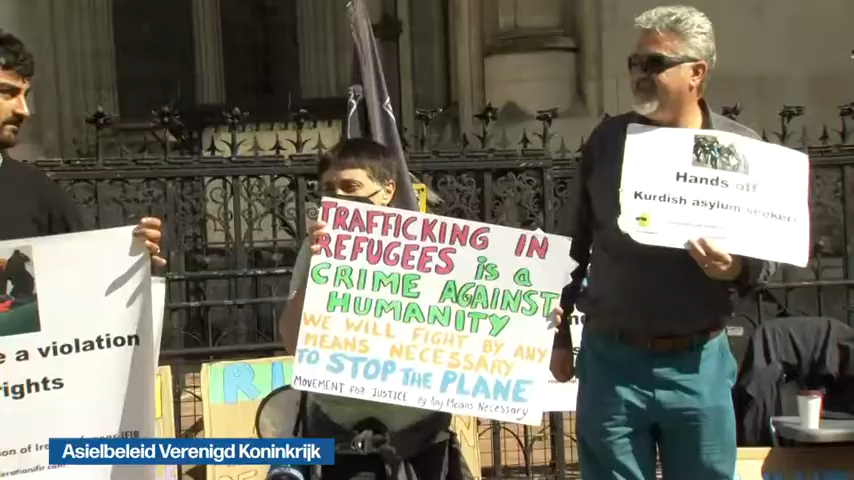 Hands off
Kurdish asylum seekers
TRAFFICKING IN
REFUGEES is a
CRIME AGAINST
HUMANITY
WE WILL FIGHT BY ANY
MEANS NECESSARY
TO STOP THE PLANE
MOVEMENT FOR JUSTICE By Any Means Necessary
e a violation
rights
Asielbeleid Verenigd Koninkrijk